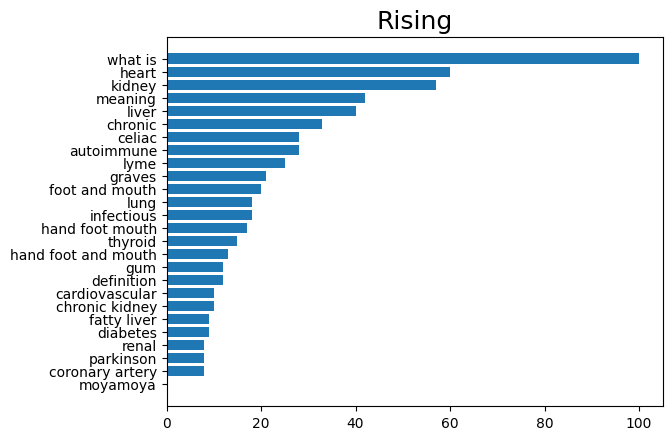 Rising
what is
heart
kidney
meaning
liver
chronic
celiac
autoimmune
lyme
graves
foot and mouth
lung
infectious
hand foot mouth
thyroid
hand foot and mouth
gum
definition
cardiovascular
chronic kidney
fatty liver
diabetes
renal
parkinson
coronary artery
moyamoya
0 20 40 60 80 100